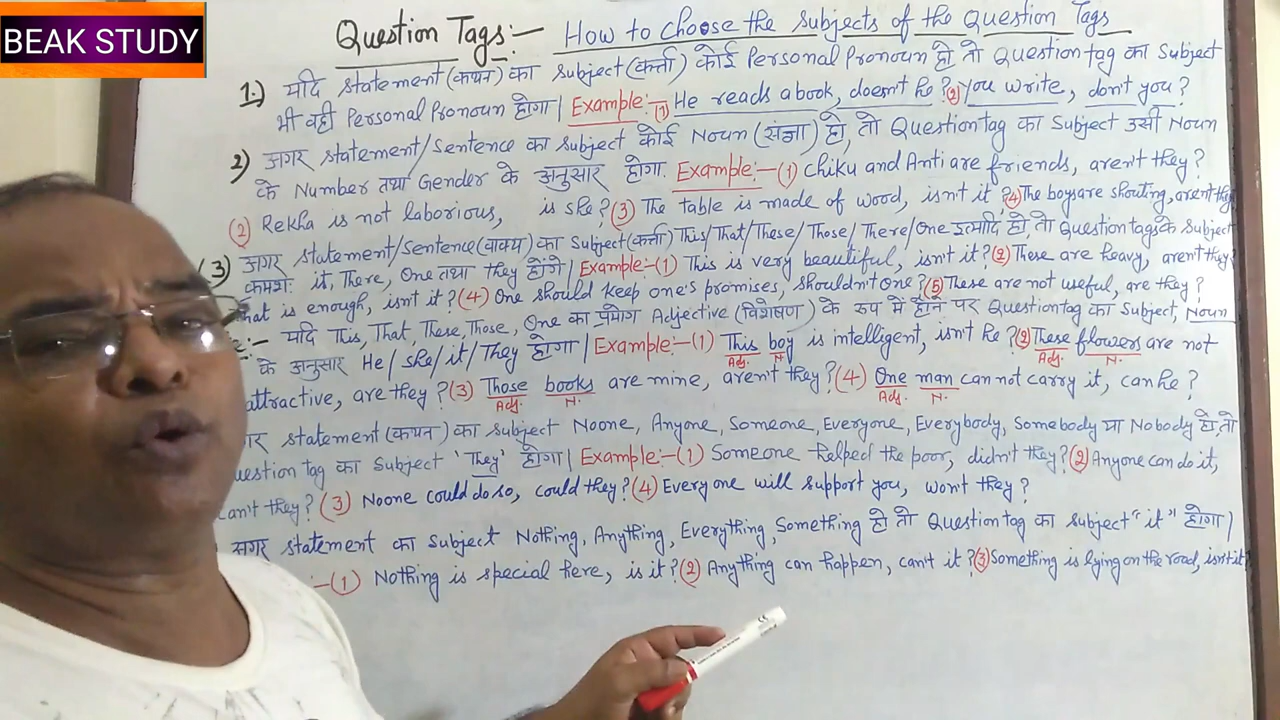 BEAK STUDY
Question Tags:- How to choose the subjects of the Question Tags
1.) यदि statement (कथन) का subject (कर्त्ता) कोई Personal Pronoun हो तो Question tag का Subject
भी वही Personal Pronoun होगा | Example:- (1) He reads a book, doesn't he? (2) you write, don't you?
2) अगर statement/Sentence का subject कोई Noun (संज्ञा) हो, तो Question tag का Subject उसी Noun
के Number तथा Gender के अनुसार होगा. Example:- (1) Chiku and Anti are friends, aren't they?
(2) Rekha is not laborious, is she? (3) The table is made of wood, isn't it? (4) The boys are shouting, aren't they
(3) अगर statement/Sentence (वाक्य) का Subject (कर्त्ता) This/That/These/Those/There/One इत्यादि हो, तो Question tags के Subject
क्रमशः it, There, One तथा they होंगे | Example:- (1) This is very beautiful, isn't it? (2) These are heavy, aren't they?
hat is enough, isn't it? (4) One should keep one's promises, shouldn't one? (5) These are not useful, are they?
e:- यदि This, That, These, Those, One का प्रयोग Adjective (विशेषण) के रूप में होने पर Question tag का Subject, Noun
के अनुसार He/she/it/They होगा | Example:- (1) This boy is intelligent, isn't he? (2) These flowers are not
Adj. N. Adj. N.
attractive, are they? (3) Those books are mine, aren't they? (4) One man can not carry it, can he?
Adj. N. Adj. N.
गर statement (कथन) का subject Noone, Anyone, Someone, Everyone, Everybody, Somebody या Nobody हो, तो
uestion tag का Subject 'They' होगा | Example:- (1) Someone helped the poor, didn't they? (2) Anyone can do it,
can't they? (3) Noone could do so, could they? (4) Everyone will support you, won't they?
अगर statement का subject Nothing, Anything, Everything, Something हो तो Question tag का subject "it" होगा |
:- (1) Nothing is special here, is it? (2) Anything can happen, can't it? (3) Something is lying on the road, isn't it